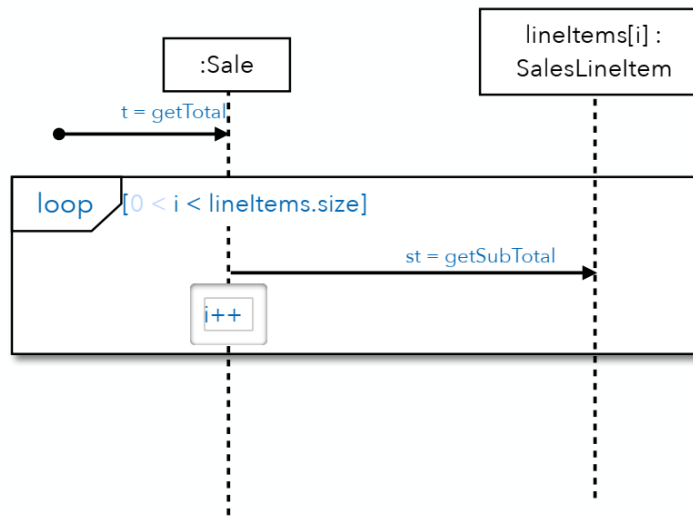 lineItems[i] :
SalesLineItem
:Sale
t = getTotal
loop [0 < i < lineItems.size]
st = getSubTotal
i++